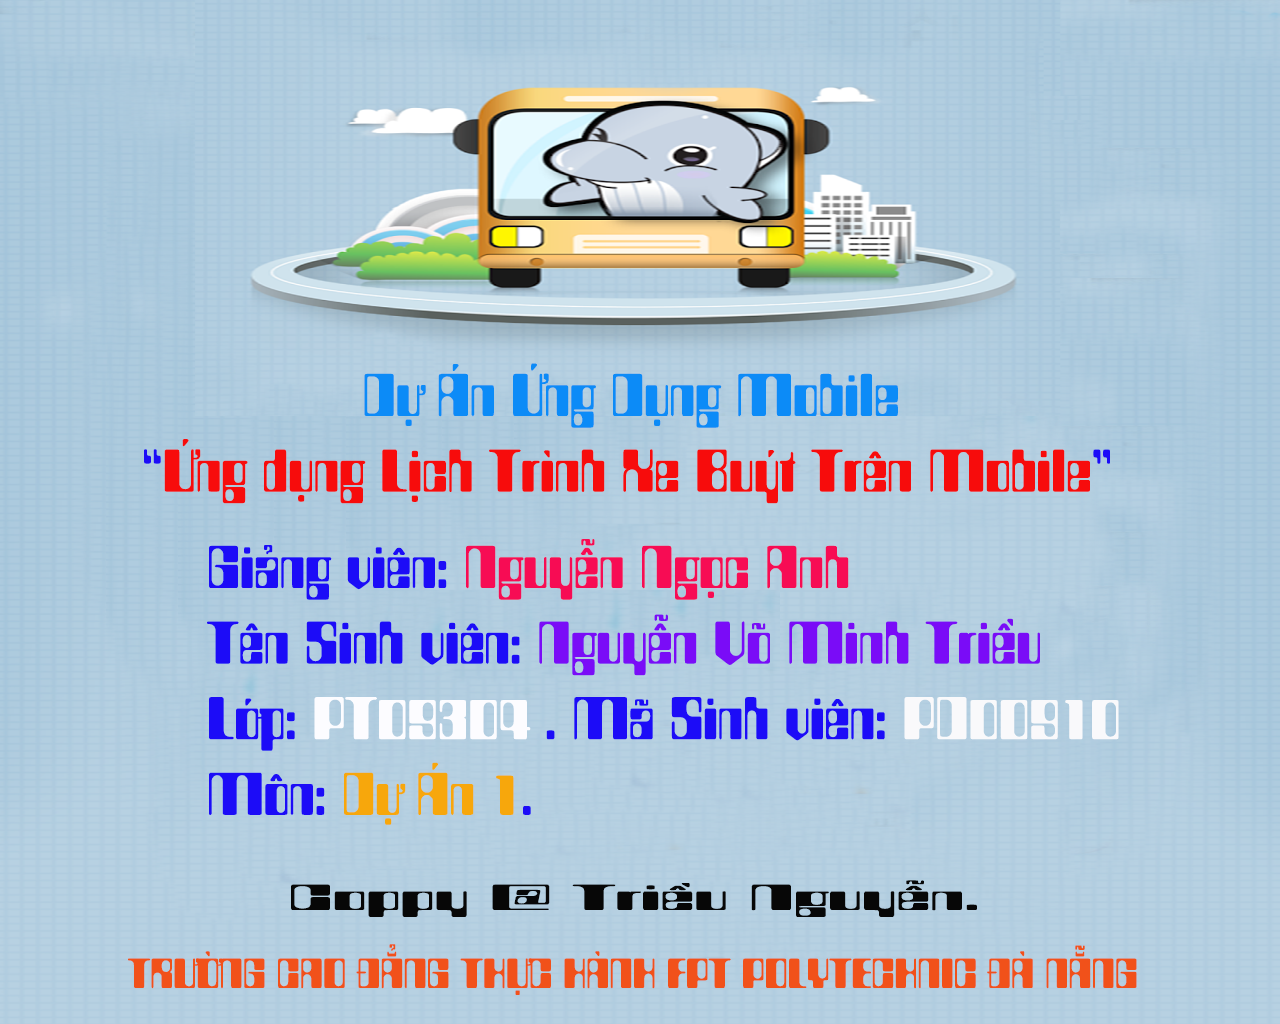 Dự Án Ứng Dụng Mobile
“Ứng dụng Lịch Trình Xe Buýt Trên Mobile”
Giảng viên: Nguyễn Ngọc Anh
Tên Sinh viên: Nguyễn Võ Minh Triều
Lớp: PT09304 . Mã Sinh viên: PD00910
Môn: Dự Án 1.
Coppy @ Triều Nguyễn.
TRƯỜNG CAO ĐẲNG THỰC HÀNH FPT POLYTECHNIC ĐÀ NẴNG